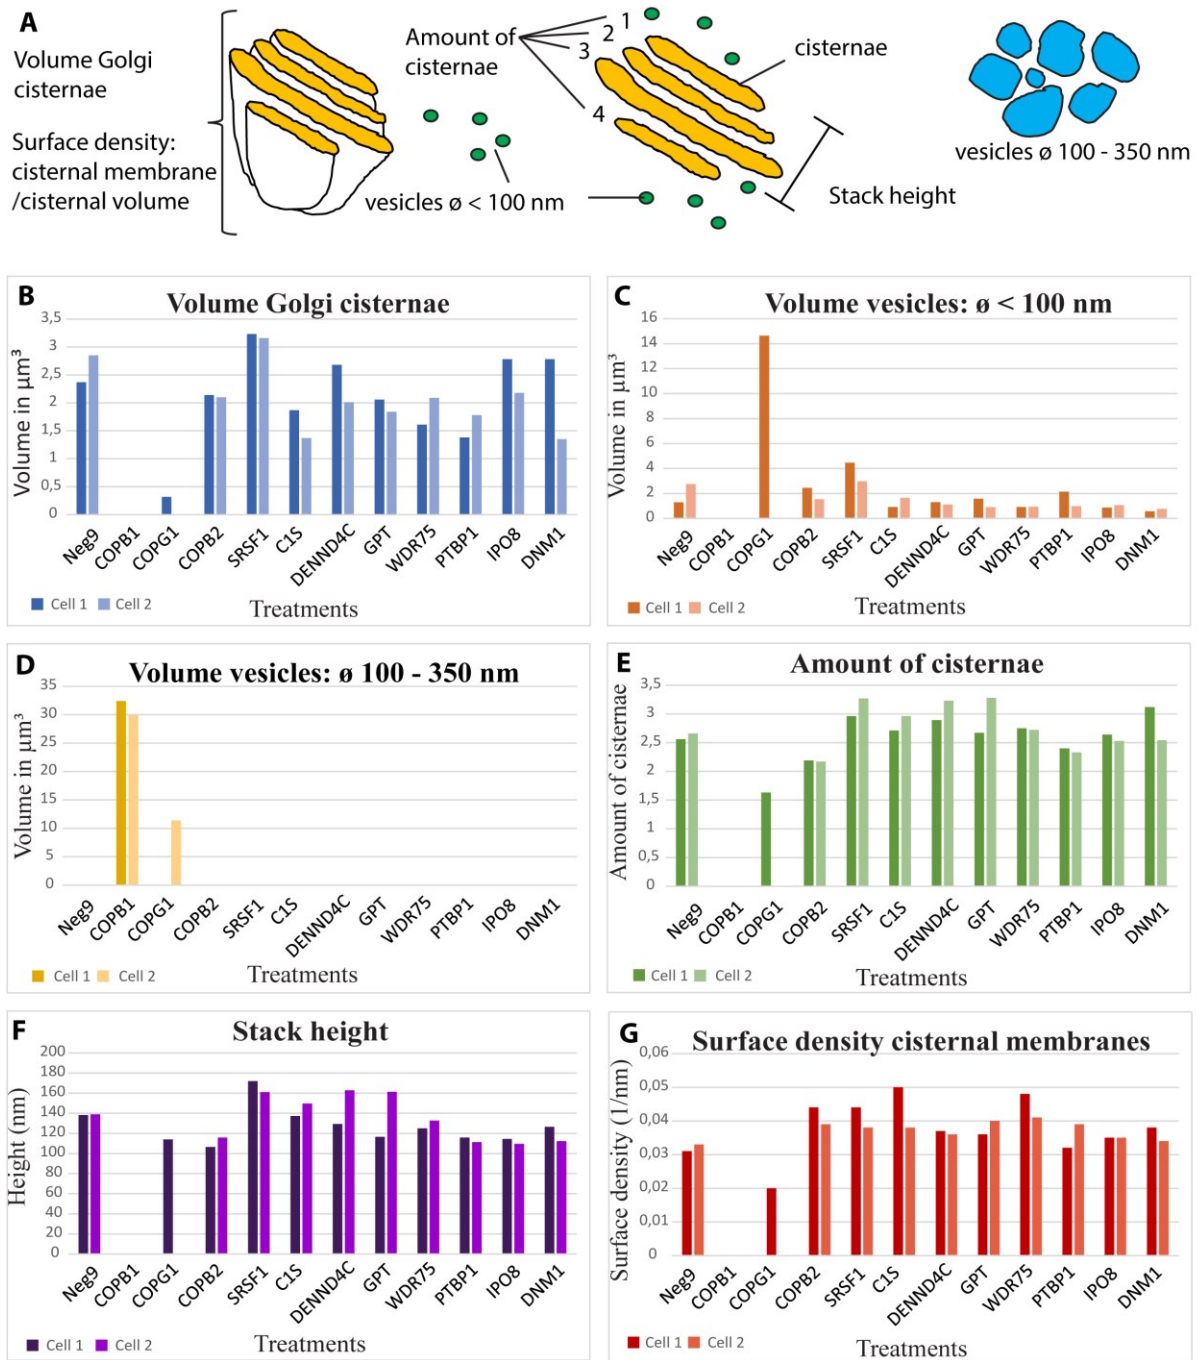 A
Volume Golgi
cisternae
Surface density:
cisternal membrane
/cisternal volume
Amount of
cisternae
1
2
3
4
cisternae
vesicles ø < 100 nm
Stack height
vesicles ø 100 - 350 nm
B
Volume Golgi cisternae
Volume in µm³
3,5
3
2,5
2
1,5
1
0,5
0
Neg9 COPB1 COPG1 COPB2 SRSF1 C1S DENND4C GPT WDR75 PTBP1 IPO8 DNM1
Cell 1 Cell 2
Treatments
C
Volume vesicles: ø < 100 nm
Volume in µm³
16
14
12
10
8
6
4
2
0
Neg9 COPB1 COPG1 COPB2 SRSF1 C1S DENND4C GPT WDR75 PTBP1 IPO8 DNM1
Cell 1 Cell 2
Treatments
D
Volume vesicles: ø 100 - 350 nm
Volume in µm³
35
30
25
20
15
10
5
0
Neg9 COPB1 COPG1 COPB2 SRSF1 C1S DENND4C GPT WDR75 PTBP1 IPO8 DNM1
Cell 1 Cell 2
Treatments
E
Amount of cisternae
Amount of cisternae
3,5
3
2,5
2
1,5
1
0,5
0
Neg9 COPB1 COPG1 COPB2 SRSF1 C1S DENND4C GPT WDR75 PTBP1 IPO8 DNM1
Cell 1 Cell 2
Treatments
F
Stack height
Height (nm)
200
180
160
140
120
100
80
60
40
20
0
Neg9 COPB1 COPG1 COPB2 SRSF1 C1S DENND4C GPT WDR75 PTBP1 IPO8 DNM1
Cell 1 Cell 2
Treatments
G
Surface density cisternal membranes
Surface density (1/nm)
0,06
0,05
0,04
0,03
0,02
0,01
0
Neg9 COPB1 COPG1 COPB2 SRSF1 C1S DENND4C GPT WDR75 PTBP1 IPO8 DNM1
Cell 1 Cell 2
Treatments